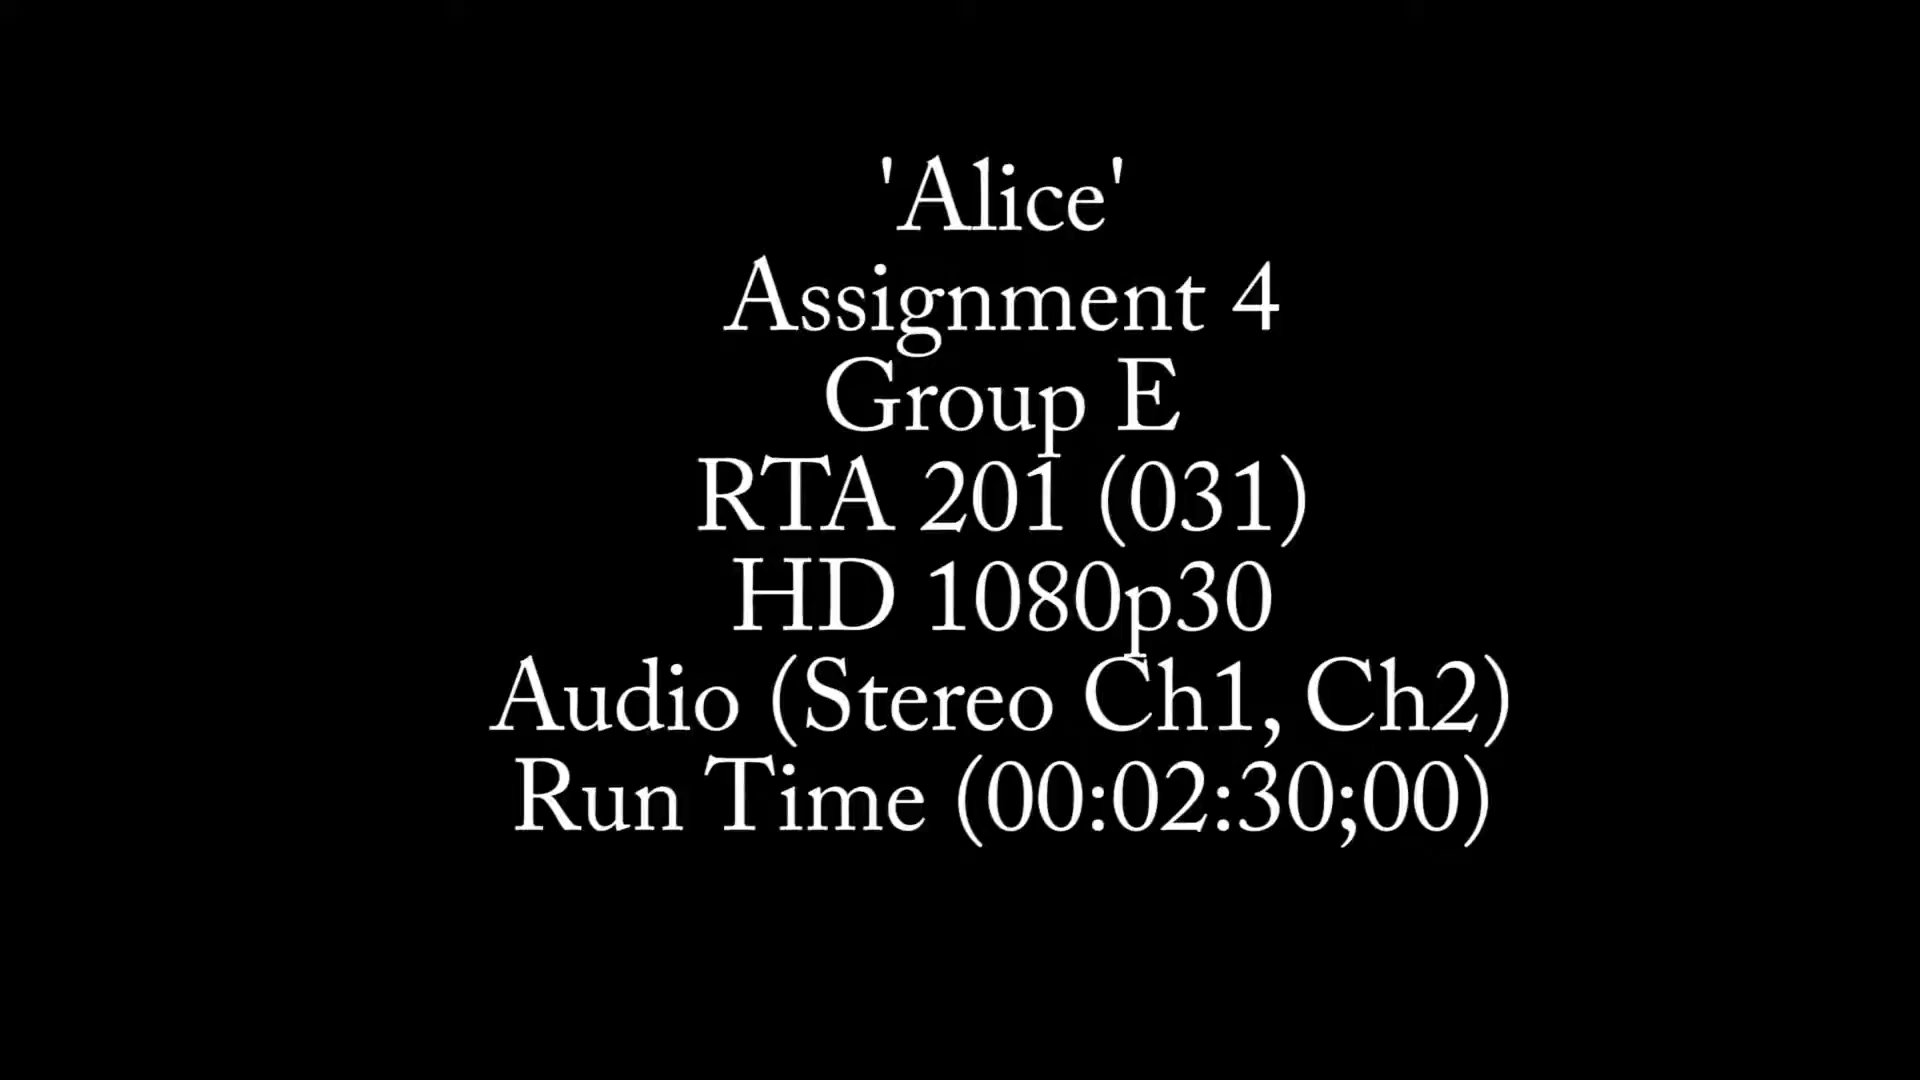 'Alice'
Assignment 4
Group E
RTA 201 (031)
HD 1080p30
Audio (Stereo Ch1, Ch2)
Run Time (00:02:30;00)